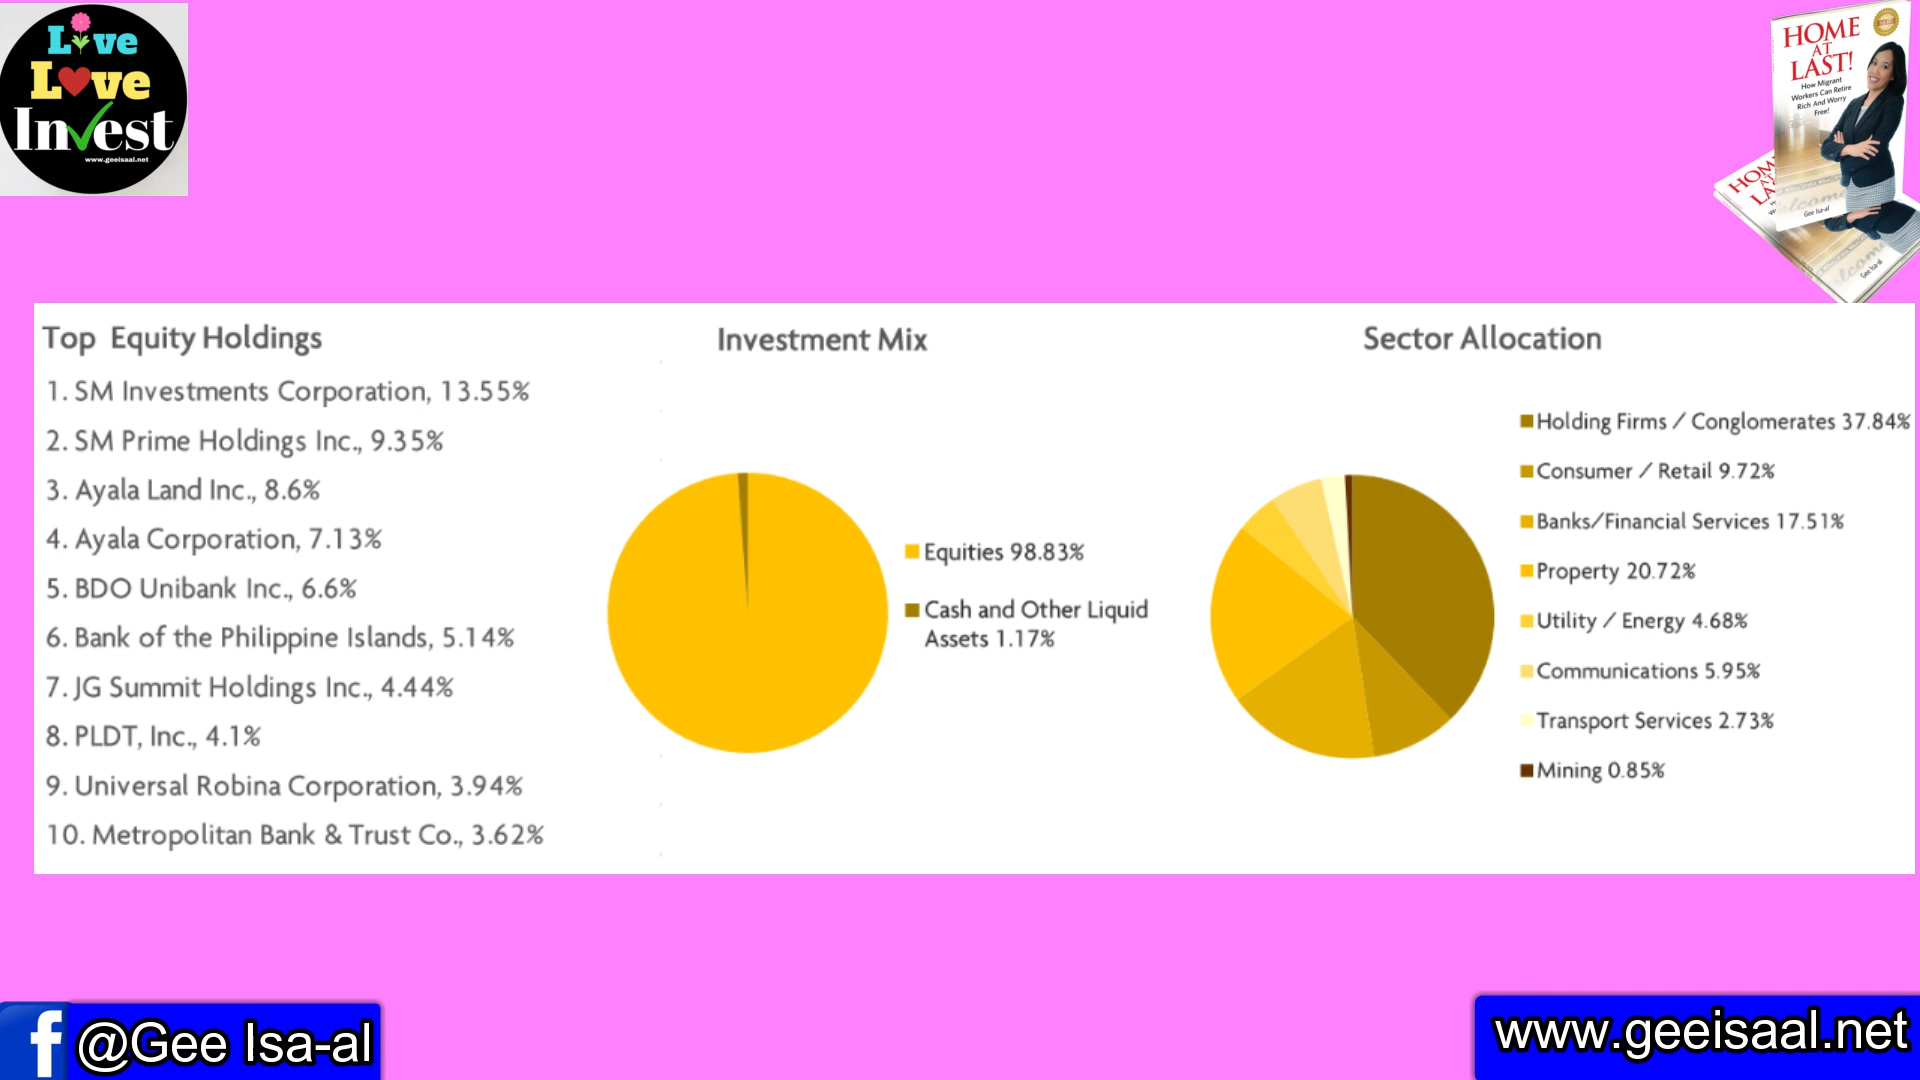 Live
Love
Invest
www.geeisaal.net
HOME
AT
LAST!
How Migrant
Workers Can Retire
Rich And Worry
Free!
Gee Isa-al
Gee Isa-al
Top Equity Holdings
1. SM Investments Corporation, 13.55%
2. SM Prime Holdings Inc., 9.35%
3. Ayala Land Inc., 8.6%
4. Ayala Corporation, 7.13%
5. BDO Unibank Inc., 6.6%
6. Bank of the Philippine Islands, 5.14%
7. JG Summit Holdings Inc., 4.44%
8. PLDT, Inc., 4.1%
9. Universal Robina Corporation, 3.94%
10. Metropolitan Bank & Trust Co., 3.62%
Investment Mix
Equities 98.83%
Cash and Other Liquid
Assets 1.17%
Sector Allocation
Holding Firms / Conglomerates 37.84%
Consumer / Retail 9.72%
Banks/Financial Services 17.51%
Property 20.72%
Utility / Energy 4.68%
Communications 5.95%
Transport Services 2.73%
Mining 0.85%
f @Gee Isa-al
www.geeisaal.net